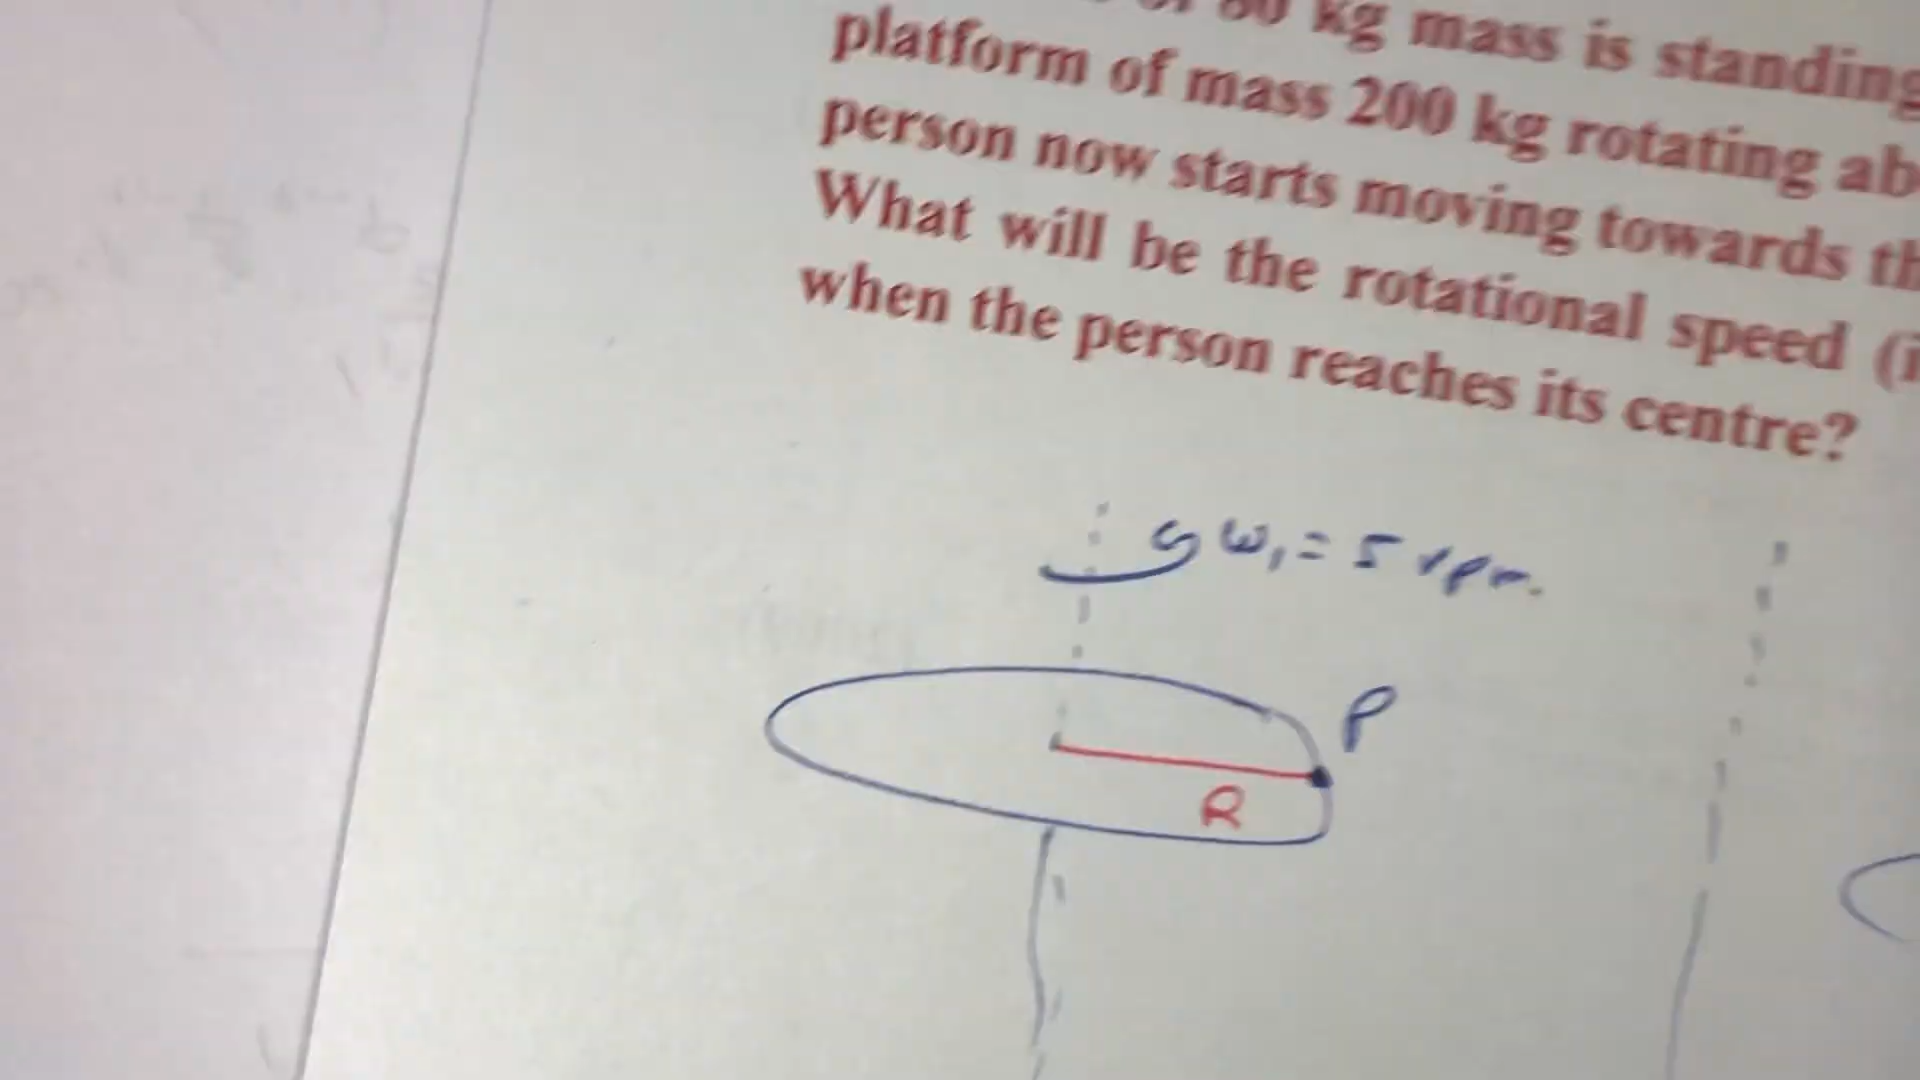 kg mass is standing
platform of mass 200 kg rotating ab
person now starts moving towards th
What will be the rotational speed (i
when the person reaches its centre?
ω₁ = 5 rpm.
P
R